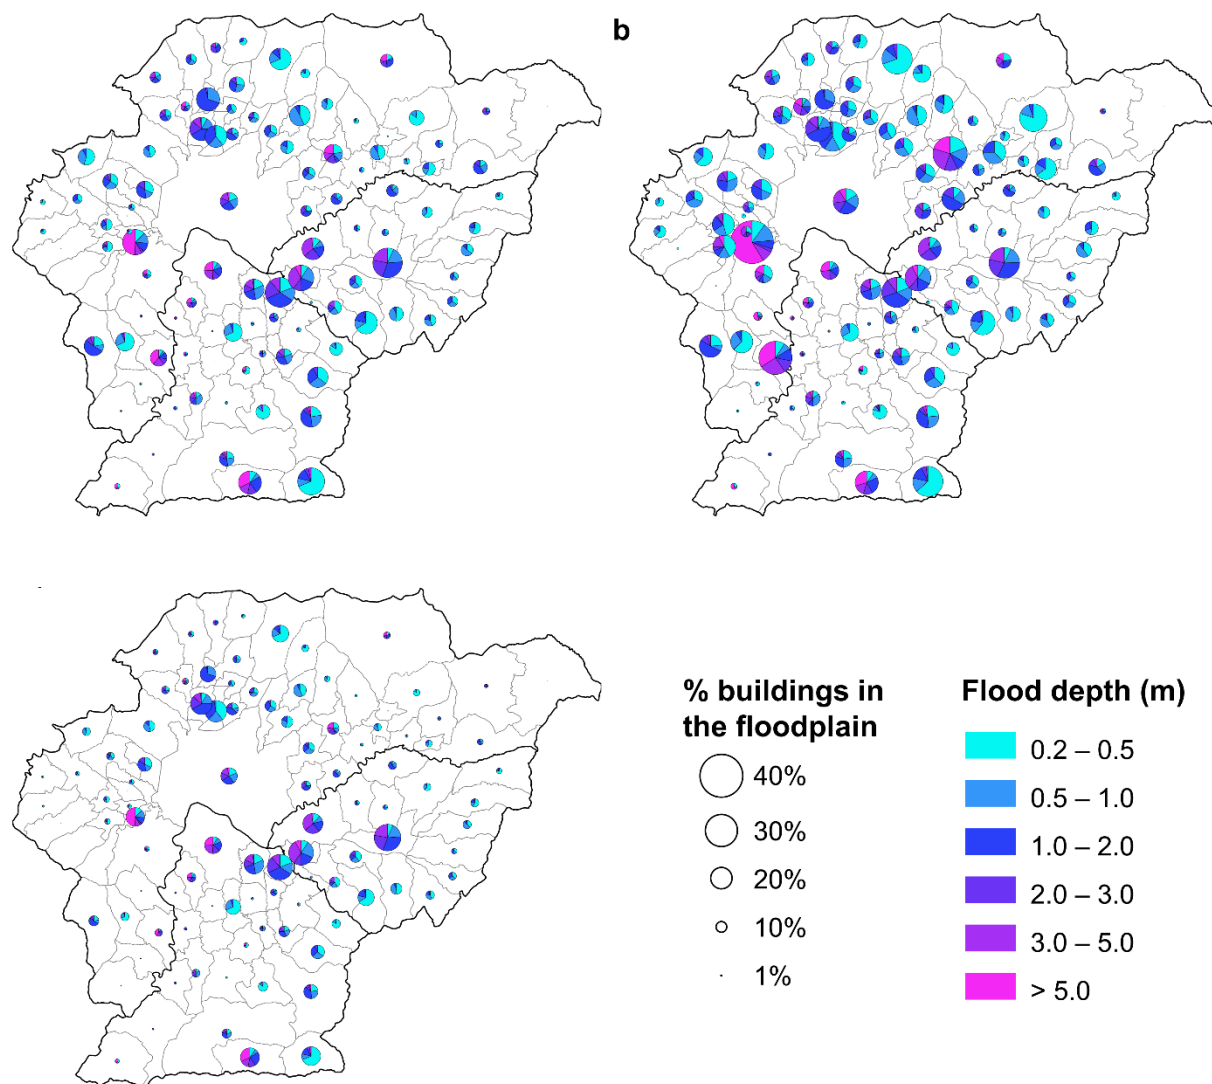 b
% buildings in
the floodplain
40%
30%
20%
10%
1%
Flood depth (m)
0.2 – 0.5
0.5 – 1.0
1.0 – 2.0
2.0 – 3.0
3.0 – 5.0
> 5.0